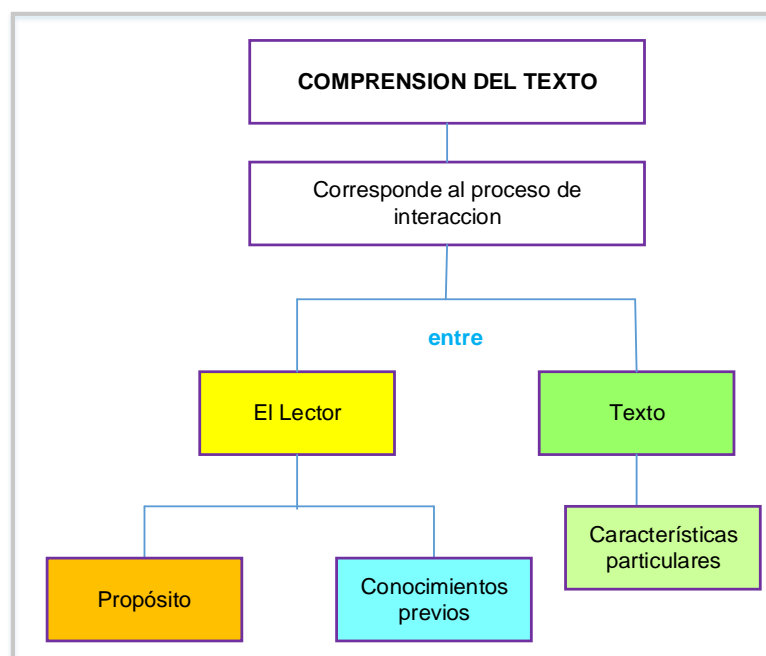 COMPRENSION DEL TEXTO
Corresponde al proceso de
interaccion
entre
El Lector
Texto
Características
particulares
Propósito
Conocimientos
previos